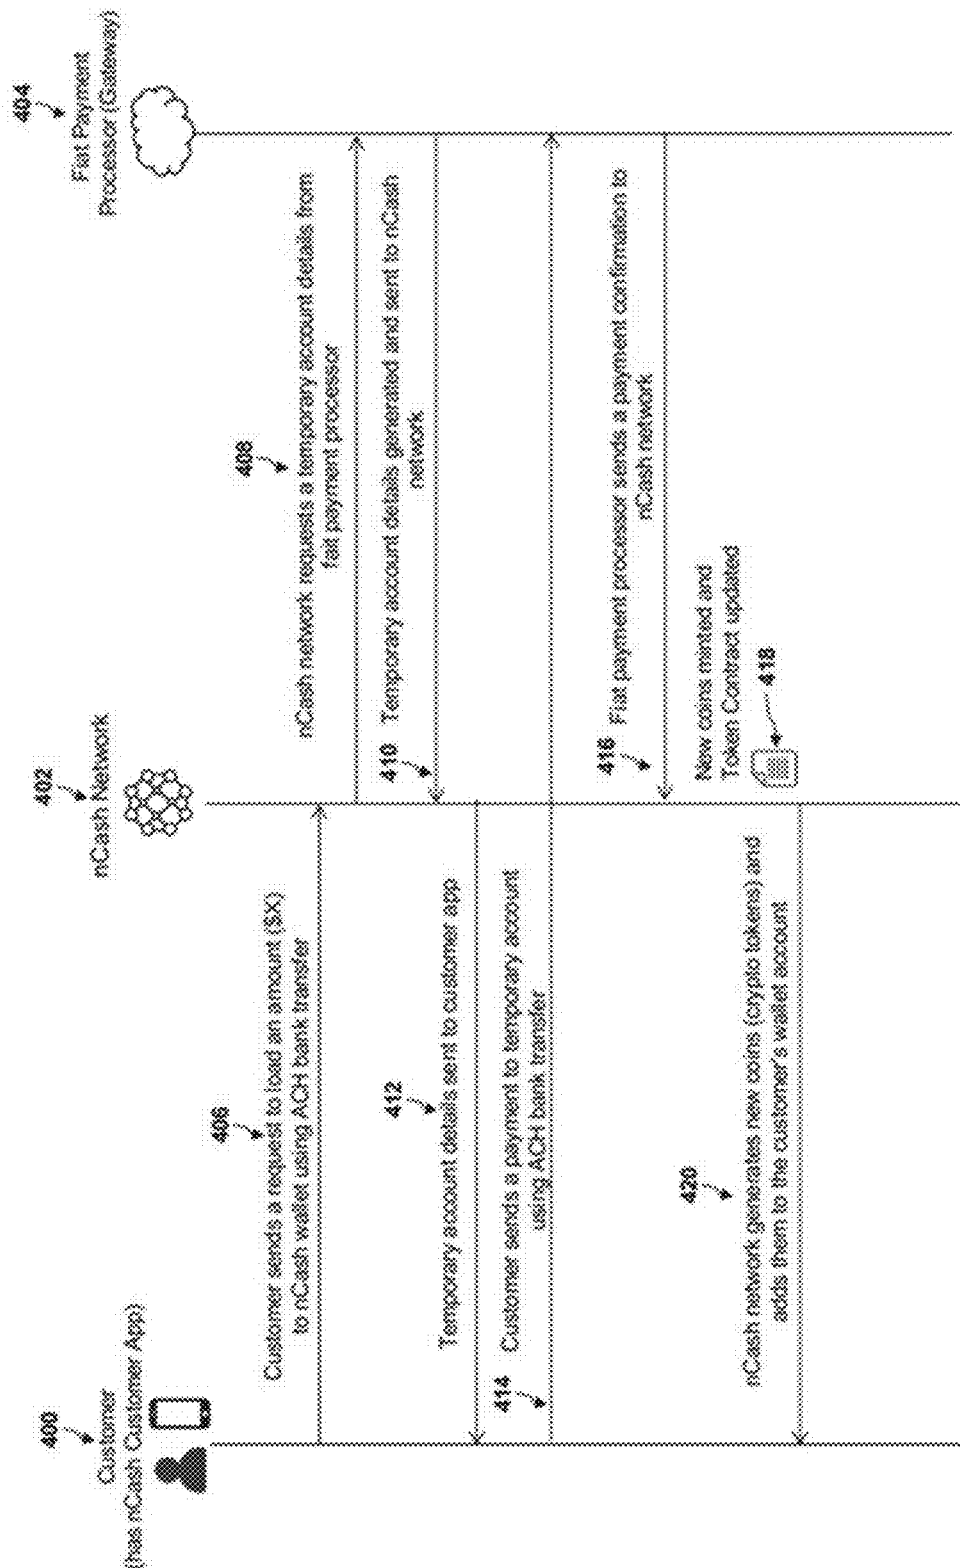 400
Customer
(has nCash Customer App)
402
nCash Network
404
Fiat Payment
Processor (Gateway)
406
Customer sends a request to load an amount ($X)
to nCash wallet using ACH bank transfer
408
nCash network requests a temporary account details from
fait payment processor
410
Temporary account details generated and sent to nCash
network
412
Temporary account details sent to customer app
414
Customer sends a payment to temporary account
using ACH bank transfer
416
Fiat payment processor sends a payment confirmation to
nCash network
New coins minted and
Token Contract updated
418
420
nCash network generates new coins (crypto tokens) and
adds them to the customer's wallet account